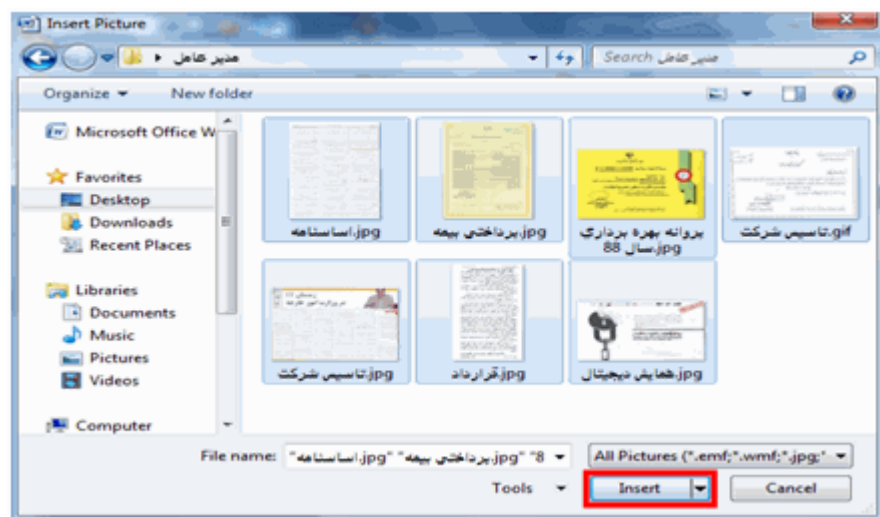 Insert Picture
مدیر عامل
Search مدیر عامل
Organize
New folder
Microsoft Office W
Favorites
Desktop
Downloads
Recent Places
Libraries
Documents
Music
Pictures
Videos
Computer
اساسنامه.jpg
برداختی بیمه.jpg
بروانه بهره برداری
سال 88.jpg
تاسیس شرکت.gif
تاسیس شرکت.jpg
قرارداد.jpg
همایش دیجیتال.jpg
File name:
"اساسنامه.jpg" "برداختی بیمه.jpg" "8
All Pictures (*.emf;*.wmf;*.jpg;*
Tools
Insert
Cancel